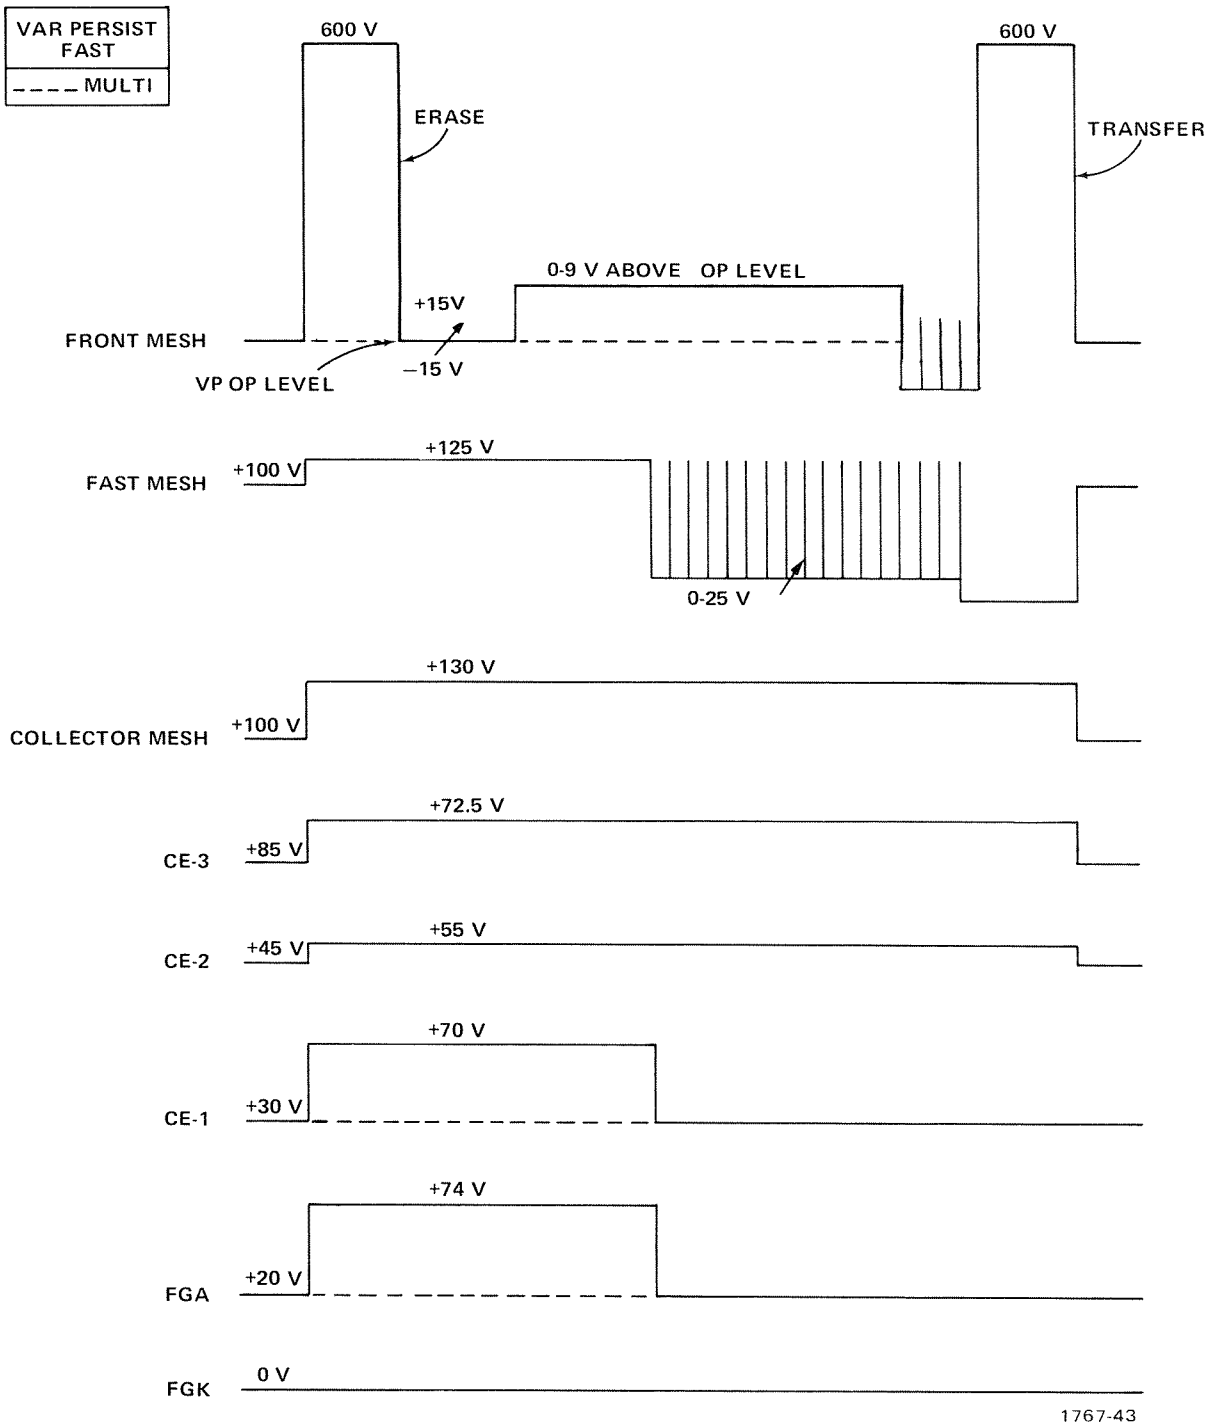 VAR PERSIST
FAST
---- MULTI
600 V
600 V
ERASE
TRANSFER
0-9 V ABOVE OP LEVEL
+15V
FRONT MESH
−15 V
VP OP LEVEL
+125 V
+100 V
FAST MESH
0-25 V
+130 V
+100 V
COLLECTOR MESH
+72.5 V
+85 V
CE-3
+55 V
+45 V
CE-2
+70 V
+30 V
CE-1
+74 V
+20 V
FGA
0 V
FGK
1767-43